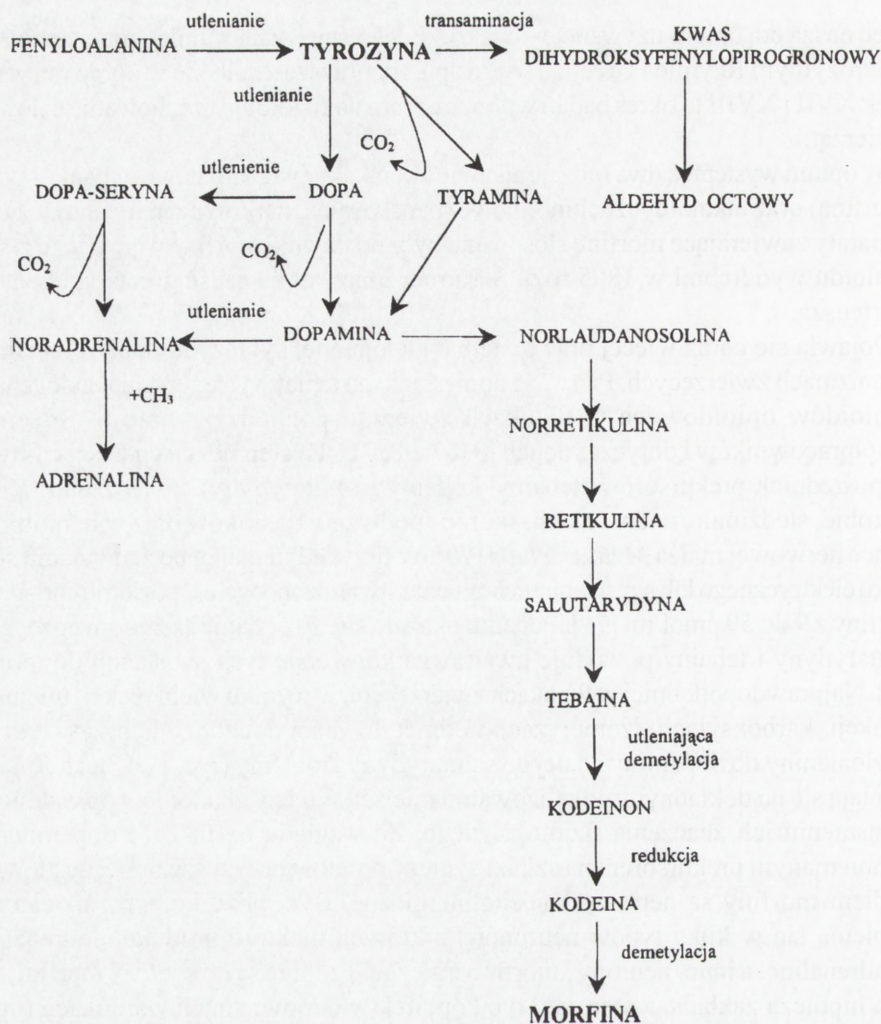 utlenianie
transaminacja
FENYLOALANINA
TYROZYNA
KWAS
DIHYDROKSYFENYLOPIROGRONOWY
utlenianie
CO₂
utlenienie
DOPA-SERYNA
DOPA
TYRAMINA
ALDEHYD OCTOWY
CO₂
CO₂
utlenianie
NORADRENALINA
DOPAMINA
NORLAUDANOSOLINA
+CH₃
NORRETIKULINA
ADRENALINA
RETIKULINA
SALUTARYDYNA
TEBAINA
utleniająca
demetylacja
KODEINON
redukcja
KODEINA
demetylacja
MORFINA